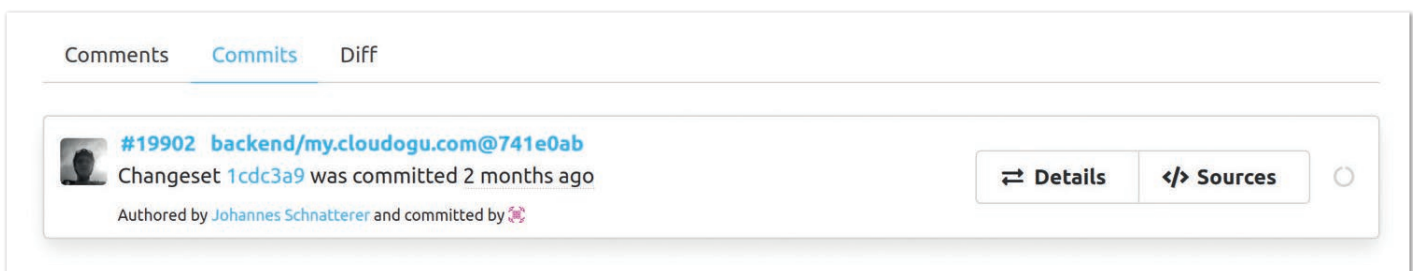 Comments Commits Diff
#19902 backend/my.cloudogu.com@741e0ab
Changeset 1cdc3a9 was committed 2 months ago
Details </> Sources
Authored by Johannes Schnatterer and committed by